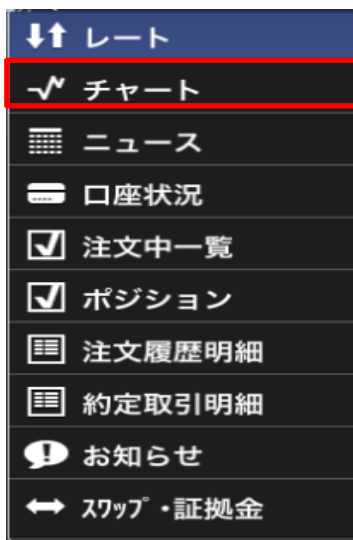 レート
チャート
ニュース
口座状況
注文中一覧
ポジション
注文履歴明細
約定取引明細
お知らせ
ｽﾜｯﾌﾟ・証拠金